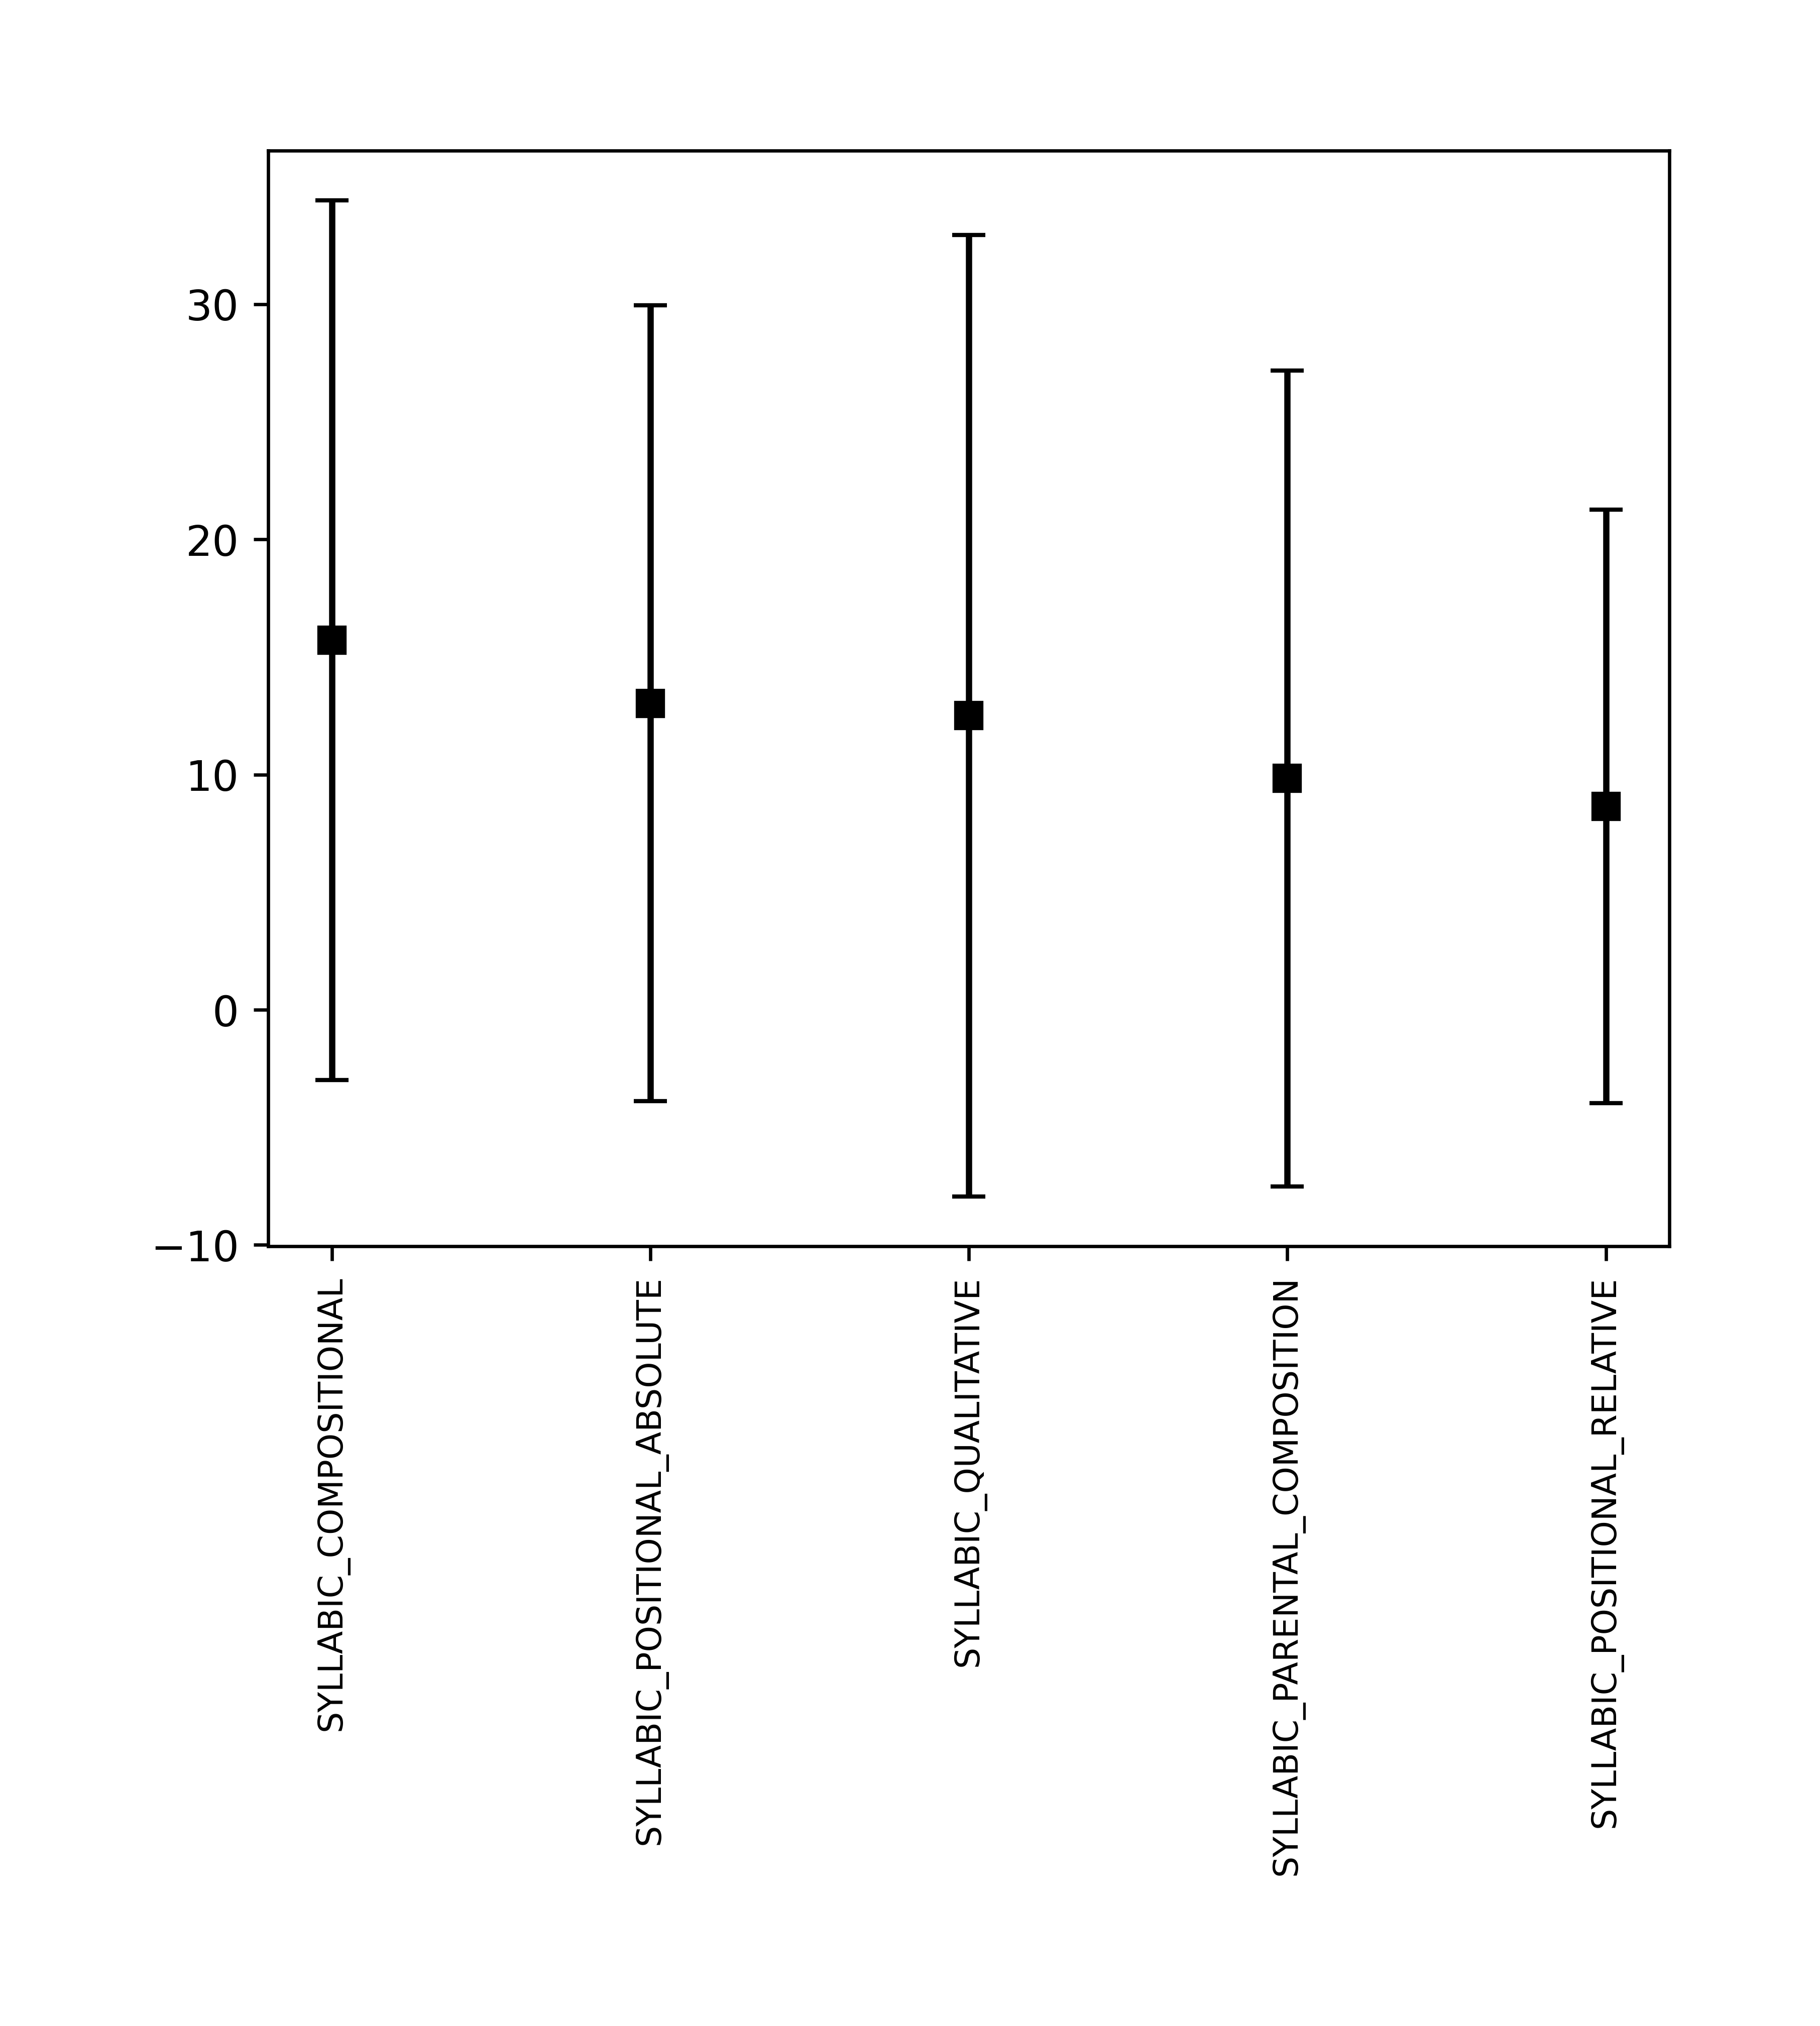 30
20
10
0
−10
SYLLABIC_COMPOSITIONAL
SYLLABIC_POSITIONAL_ABSOLUTE
SYLLABIC_QUALITATIVE
SYLLABIC_PARENTAL_COMPOSITION
SYLLABIC_POSITIONAL_RELATIVE